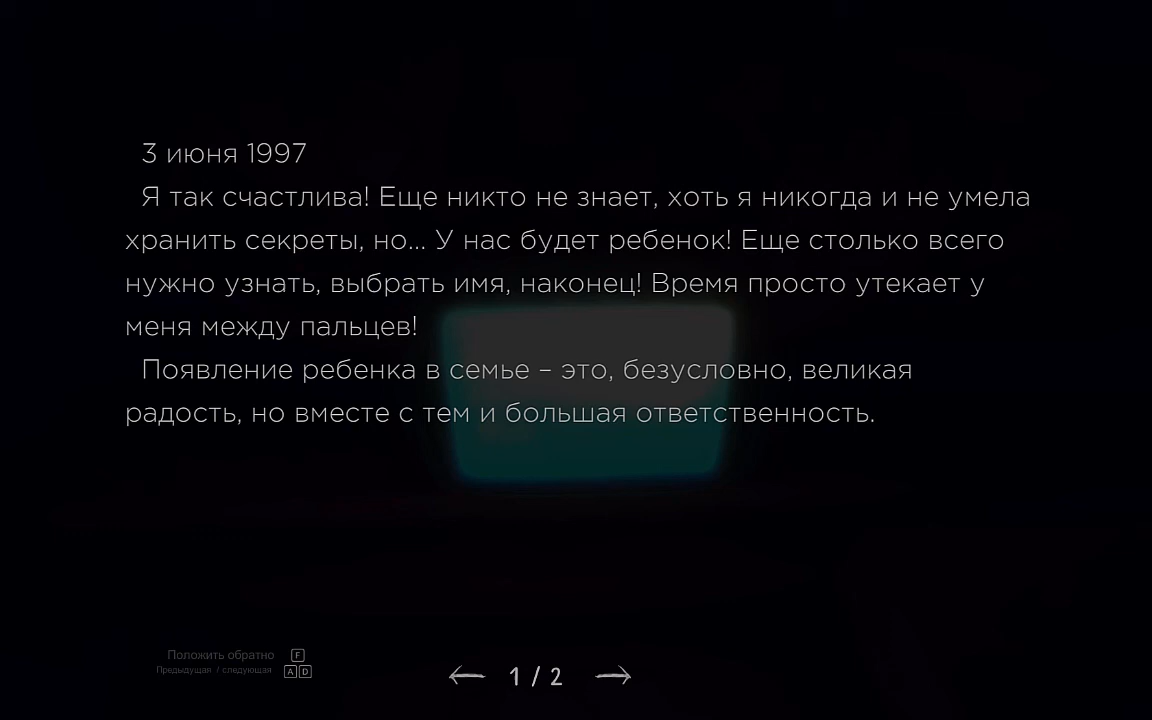 3 июня 1997
Я так счастлива! Еще никто не знает, хоть я никогда и не умела
хранить секреты, но... У нас будет ребенок! Еще столько всего
нужно узнать, выбрать имя, наконец! Время просто утекает у
меня между пальцев!
Появление ребенка в семье – это, безусловно, великая
радость, но вместе с тем и большая ответственность.
Положить обратно F
Предыдущая / следующая A D
← 1 / 2 →